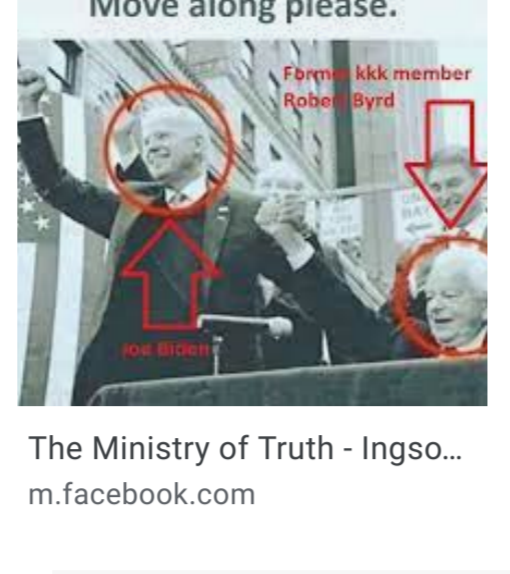 Move along please.
Former kkk member
Robert Byrd
Joe Biden
The Ministry of Truth - Ingso...
m.facebook.com